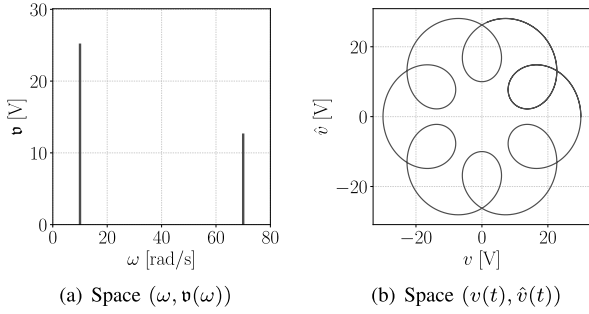 30
20
10
0
𝔳 [V]
0 20 40 60 80
ω [rad/s]
(a) Space (ω, 𝔳(ω))
20
0
−20
v̂ [V]
−20 0 20
v [V]
(b) Space (v(t), v̂(t))